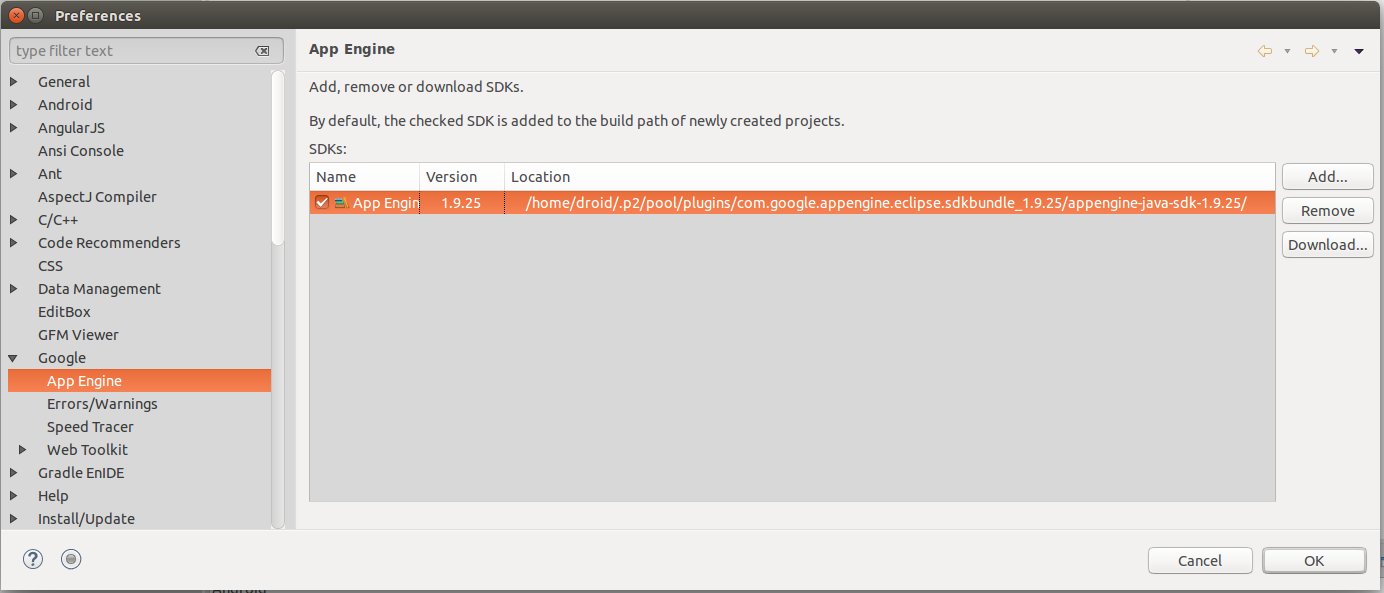 Preferences
type filter text
General
Android
AngularJS
Ansi Console
Ant
AspectJ Compiler
C/C++
Code Recommenders
CSS
Data Management
EditBox
GFM Viewer
Google
App Engine
Errors/Warnings
Speed Tracer
Web Toolkit
Gradle EnIDE
Help
Install/Update
App Engine
Add, remove or download SDKs.
By default, the checked SDK is added to the build path of newly created projects.
SDKs:
Name Version Location
App Engin 1.9.25 /home/droid/.p2/pool/plugins/com.google.appengine.eclipse.sdkbundle_1.9.25/appengine-java-sdk-1.9.25/
Add...
Remove
Download...
? Cancel OK
Android